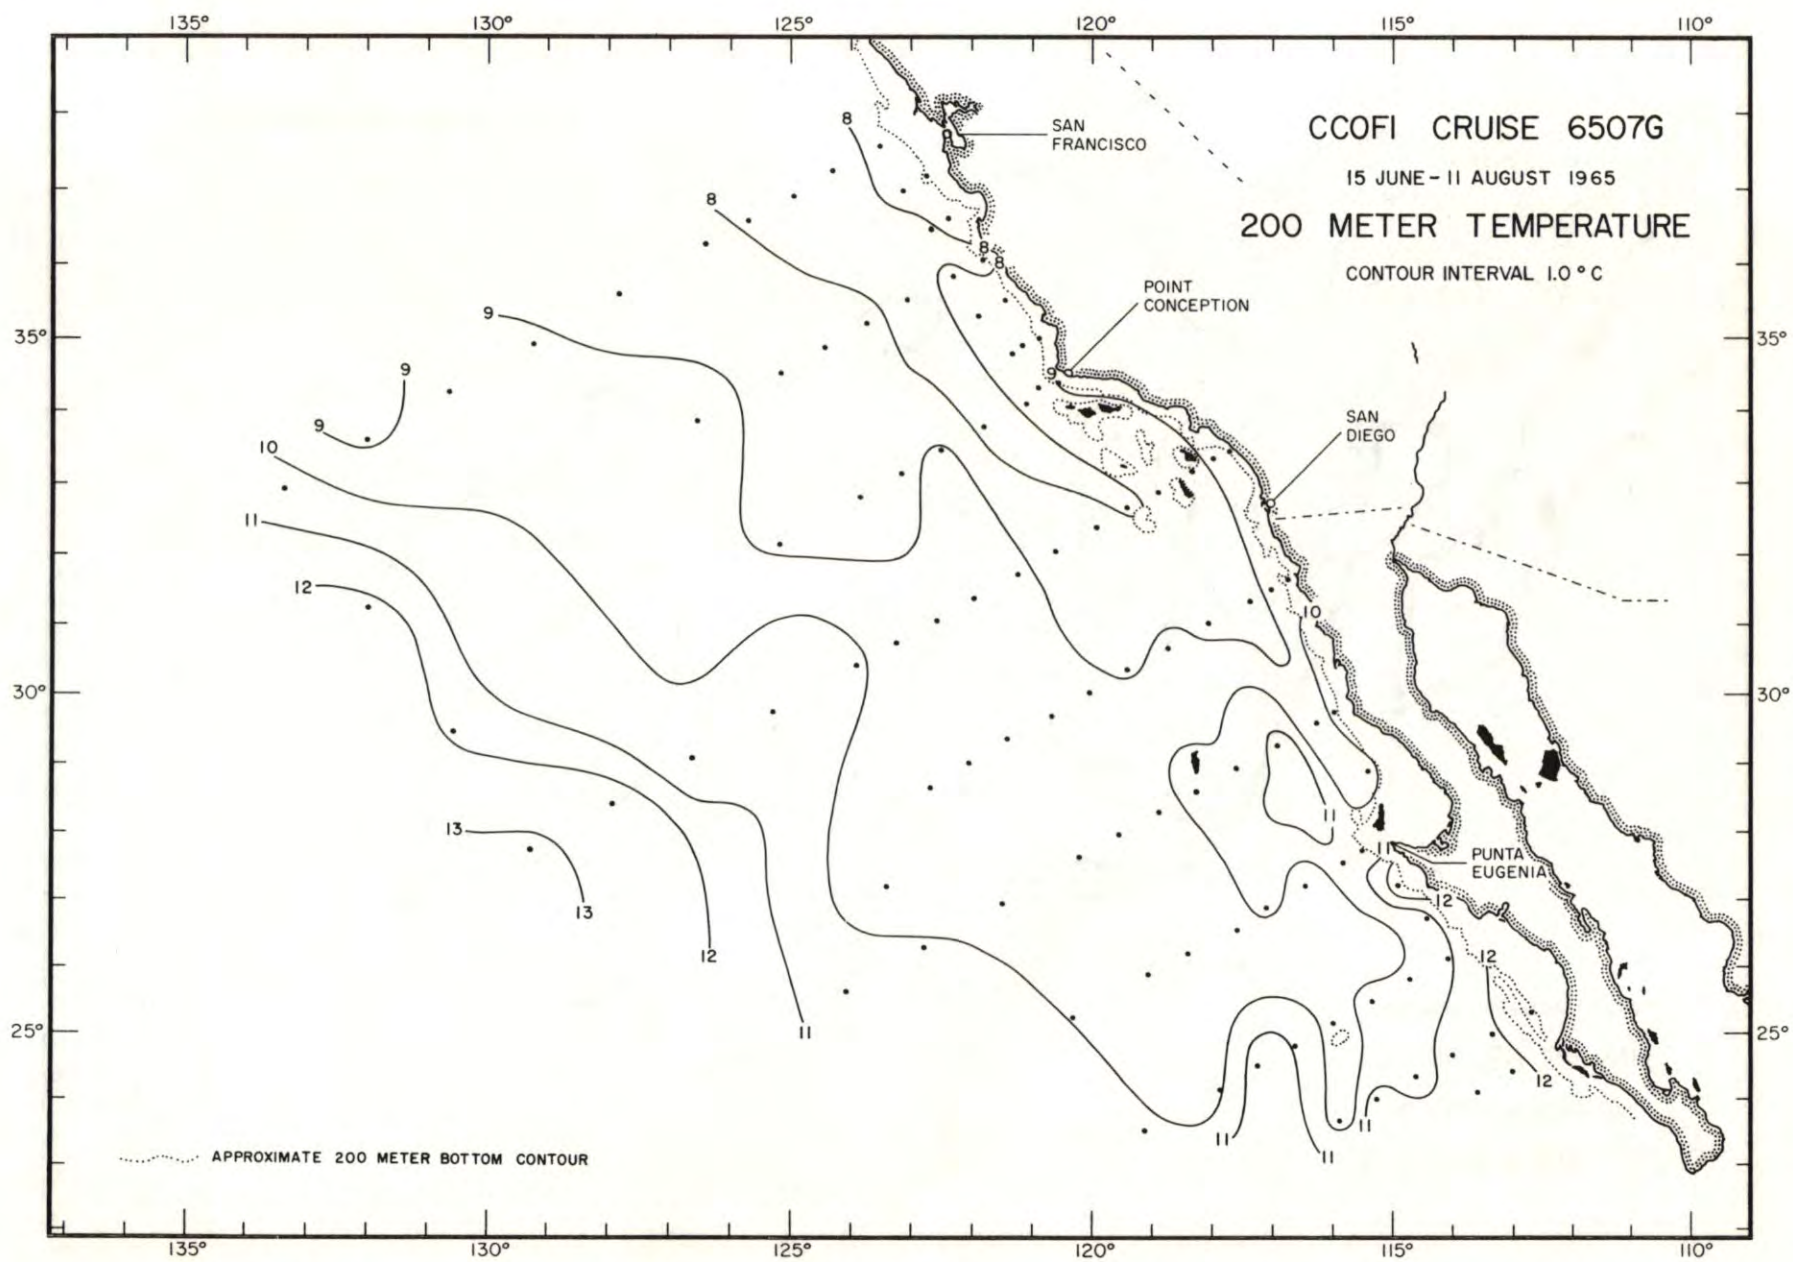 135° 130° 125° 120° 115° 110°
CCOFI CRUISE 6507G
15 JUNE - 11 AUGUST 1965
200 METER TEMPERATURE
CONTOUR INTERVAL 1.0 °C
8
SAN
FRANCISCO
8
8
8
POINT
CONCEPTION
9
35°
35°
9
9
9
10
SAN
DIEGO
11
12
10
30°
30°
11
13
11
PUNTA
EUGENIA
13
12
12
12
11
25°
25°
12
11
11
11
APPROXIMATE 200 METER BOTTOM CONTOUR
135° 130° 125° 120° 115° 110°